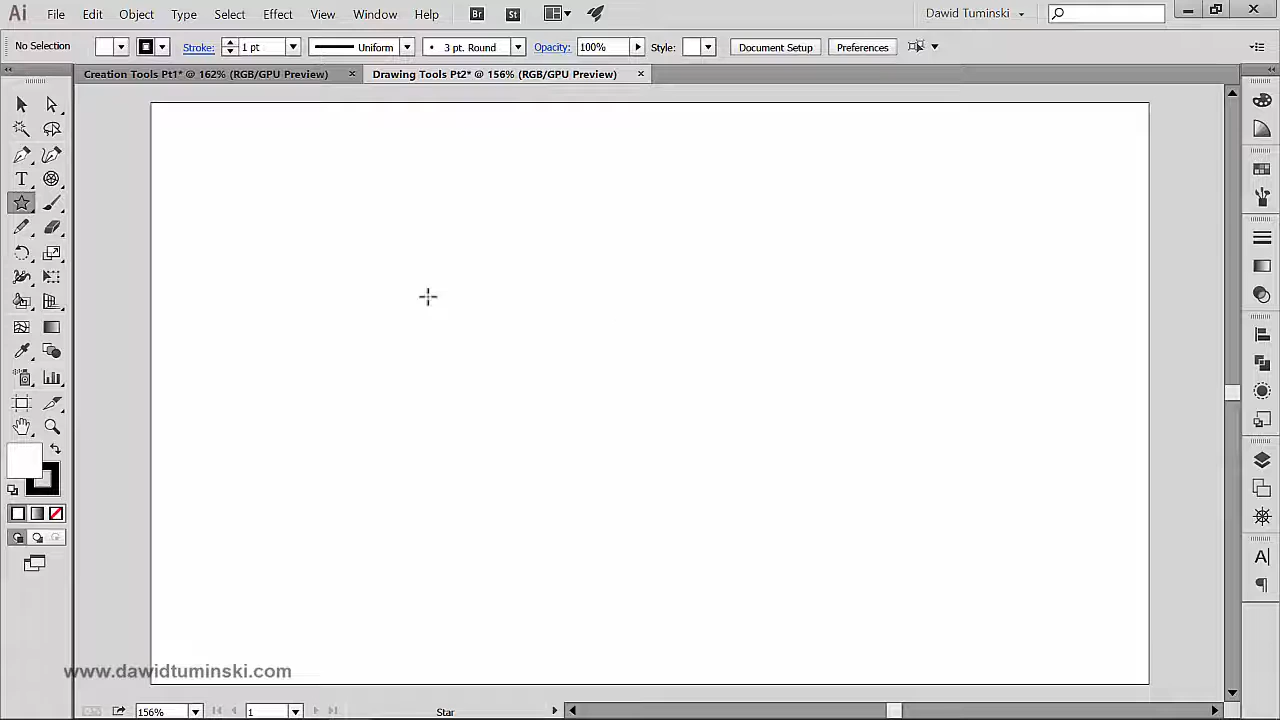 Ai File Edit Object Type Select Effect View Window Help Br St Dawid Tuminski
No Selection Stroke: 1 pt Uniform 3 pt. Round Opacity: 100% Style: Document Setup Preferences
Creation Tools Pt1* @ 162% (RGB/GPU Preview) Drawing Tools Pt2* @ 156% (RGB/GPU Preview)
www.dawidtuminski.com
156% 1 Star